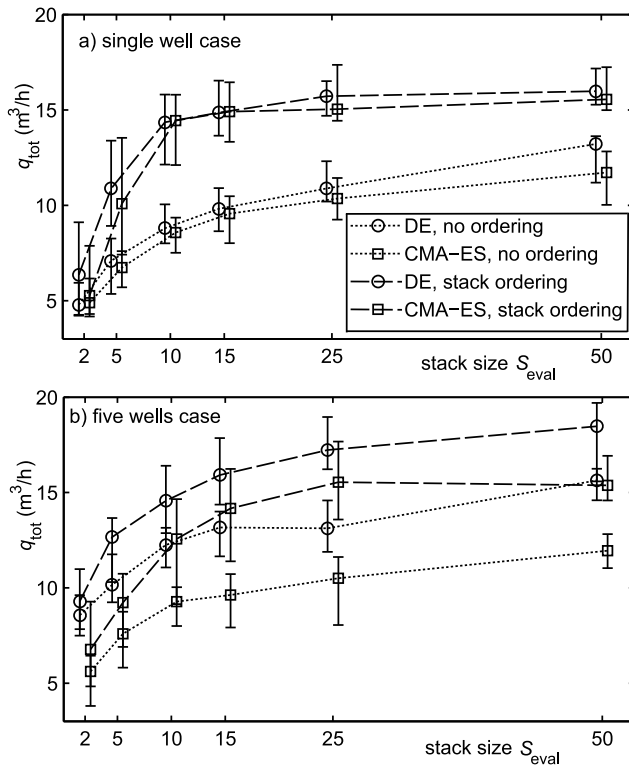 20
a) single well case
15
q_tot (m³/h)
10
DE, no ordering
CMA−ES, no ordering
DE, stack ordering
CMA−ES, stack ordering
5
2 5 10 15 25 50
stack size S_eval
20
b) five wells case
15
q_tot (m³/h)
10
5
2 5 10 15 25 50
stack size S_eval